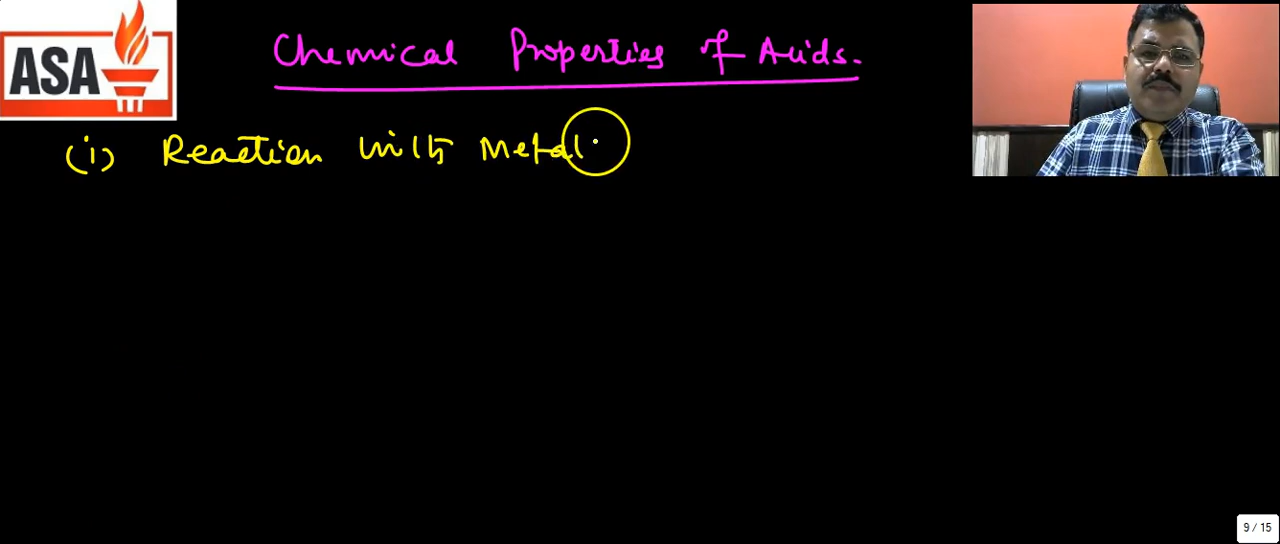 ASA
Chemical Properties of Acids.
(i) Reaction with Metal
9 / 15